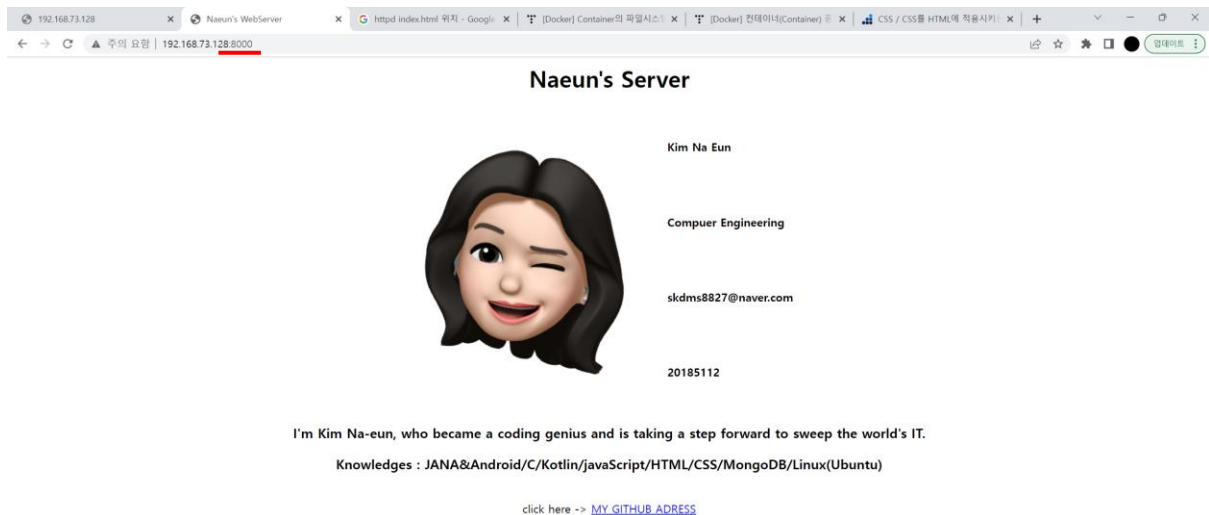 192.168.73.128
Naeun's WebServer
httpd index.html 위치 - Google
[Docker] Container의 파일시스
[Docker] 컨테이너(Container)
CSS / CSS를 HTML에 적용시키
주의 요함 | 192.168.73.128:8000
업데이트
Naeun's Server
Kim Na Eun
Compuer Engineering
skdms8827@naver.com
20185112
I'm Kim Na-eun, who became a coding genius and is taking a step forward to sweep the world's IT.
Knowledges : JANA&Android/C/Kotlin/javaScript/HTML/CSS/MongoDB/Linux(Ubuntu)
click here -> MY GITHUB ADRESS